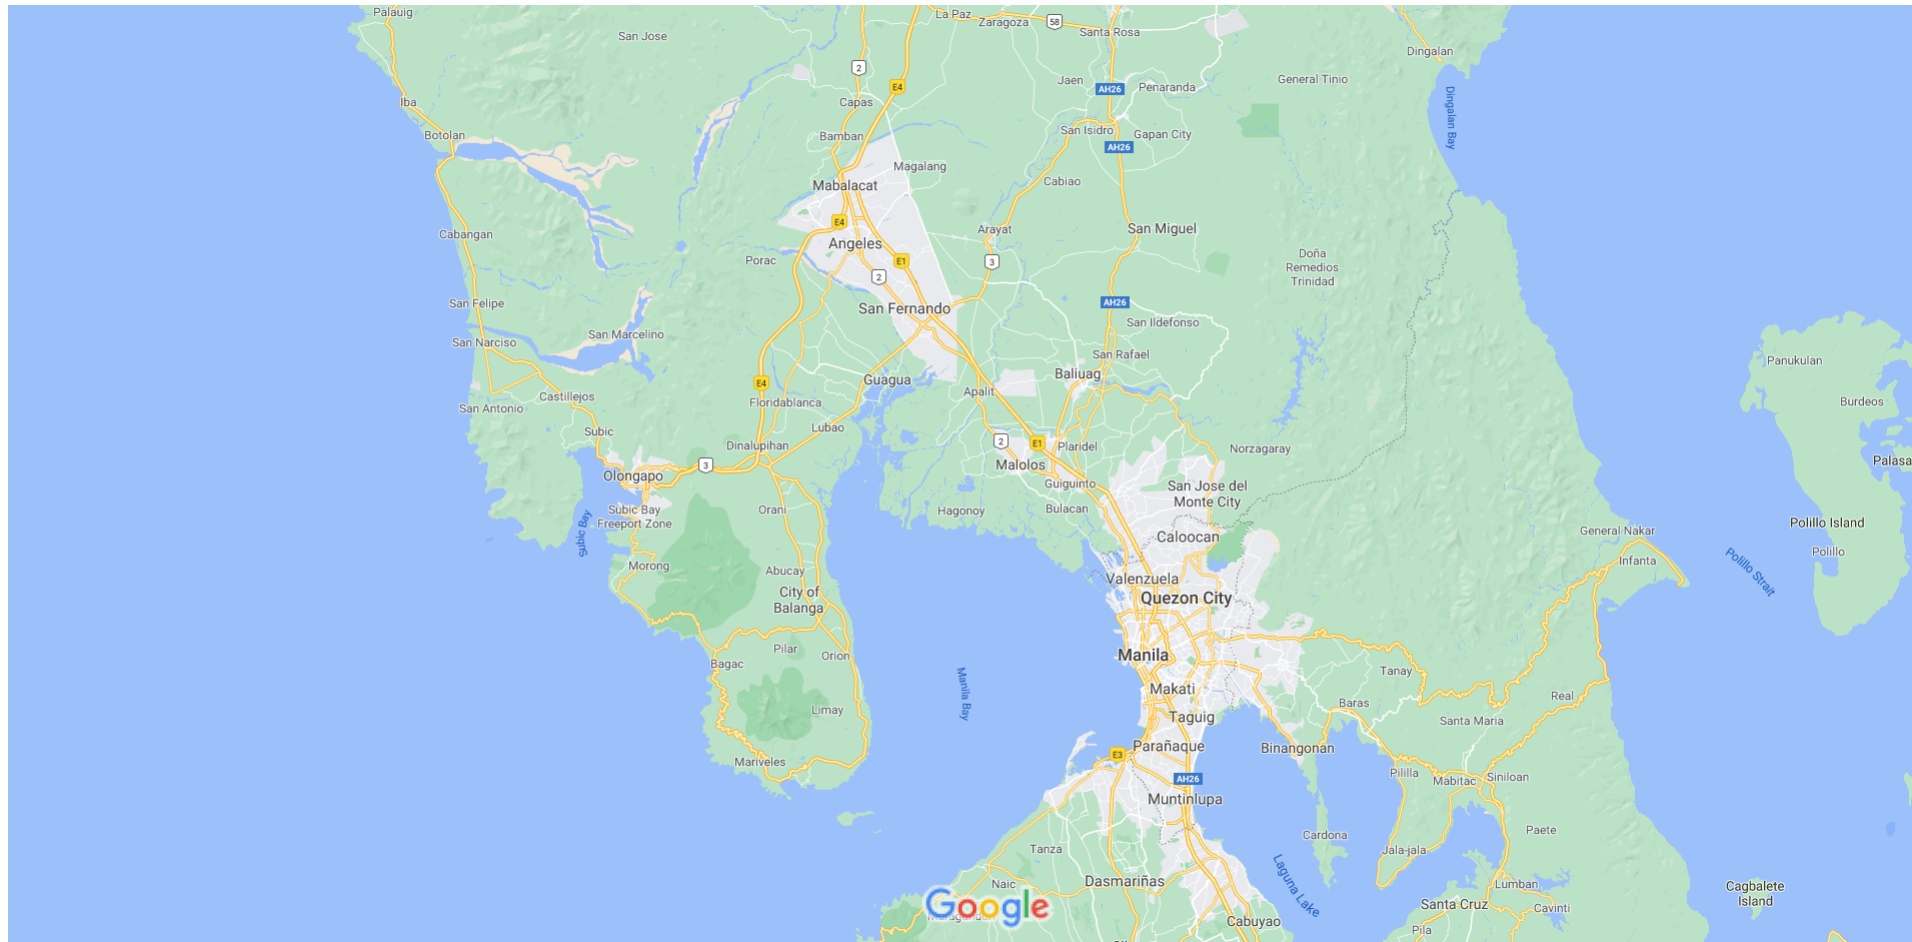 Palauig
La Paz
Zaragoza
58
Santa Rosa
San Jose
Dingalan
2
E4
Jaen
AH26
Penaranda
General Tinio
Iba
Capas
Dingalan Bay
Botolan
Bamban
San Isidro
Gapan City
AH26
Magalang
Mabalacat
Cabiao
E4
Cabangan
Angeles
Arayat
San Miguel
Porac
E1
3
Doña
Remedios
Trinidad
2
San Felipe
San Fernando
AH26
San Marcelino
San Ildefonso
San Narciso
San Rafael
Panukulan
Baliuag
Guagua
E4
Apalit
Castillejos
Floridablanca
Burdeos
San Antonio
Subic
Lubao
Dinalupihan
2
E1
Plaridel
Norzagaray
3
Malolos
Palasa
Olongapo
Guiguinto
San Jose del
Monte City
Subic Bay
Freeport Zone
Orani
Hagonoy
Bulacan
Subic Bay
Caloocan
General Nakar
Polillo Island
Polillo
Morong
Abucay
Valenzuela
Infanta
Polillo Strait
City of
Balanga
Quezon City
Pilar
Orion
Manila
Bagac
Manila Bay
Tanay
Makati
Real
Limay
Taguig
Baras
Santa Maria
Parañaque
Binangonan
Mariveles
E3
AH26
Pililla
Mabitac
Siniloan
Muntinlupa
Cardona
Paete
Tanza
Jala-jala
Laguna Lake
Naic
Dasmariñas
Lumban
Cagbalete
Island
Google
Santa Cruz
Cavinti
Cabuyao
Pila